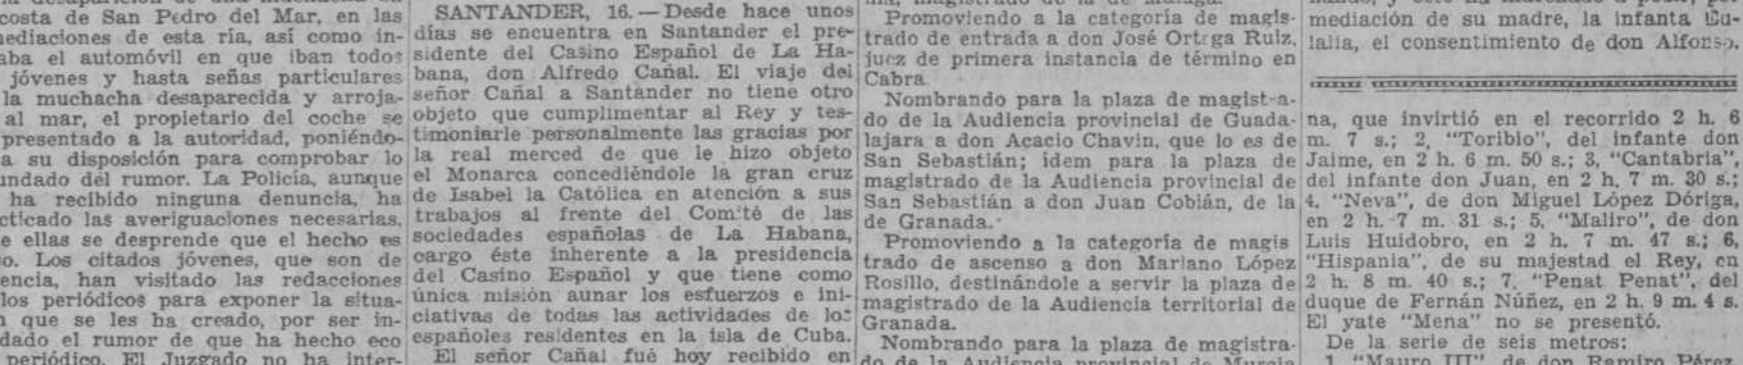 costa de San Pedro del Mar, en las
mediaciones de esta ría, así como in-
aba el automóvil en que iban todos
jóvenes y hasta señas particulares
la muchacha desaparecida y arroja-
al mar, el propietario del coche se
presentado a la autoridad, poniéndo-
a su disposición para comprobar lo
undado del rumor. La Policía, aunque
ha recibido ninguna denuncia, ha
cticado las averiguaciones necesarias.
e ellas se desprende que el hecho es
o. Los citados jóvenes, que son de
encia, han visitado las redacciones
los periódicos para exponer la situa-
n que se les ha creado, por ser in-
dado el rumor de que ha hecho eco
periódico. El Juzgado no ha inter-
SANTANDER, 16.—Desde hace unos
días se encuentra en Santander el pre-
sidente del Casino Español de La Ha-
bana, don Alfredo Cañal. El viaje del
señor Cañal a Santander no tiene otro
objeto que cumplimentar al Rey y tes-
timoniarle personalmente las gracias por
la real merced de que le hizo objeto
el Monarca concediéndole la gran cruz
de Isabel la Católica en atención a sus
trabajos al frente del Comité de las
sociedades españolas de La Habana,
cargo éste inherente a la presidencia
del Casino Español y que tiene como
única misión aunar los esfuerzos e ini-
ciativas de todas las actividades de los
españoles residentes en la isla de Cuba.
El señor Cañal fué hoy recibido en
Promoviendo a la categoría de magis-
trado de entrada a don José Ortega Ruiz,
juez de primera instancia de término en
Cabra
Nombrando para la plaza de magistra-
do de la Audiencia provincial de Guada-
lajara a don Acacio Chavin, que lo es de
San Sebastián; idem para la plaza de
magistrado de la Audiencia provincial de
San Sebastián a don Juan Cobián, de la
de Granada.
Promoviendo a la categoría de magis
trado de ascenso a don Mariano López
Rosillo, destinándole a servir la plaza de
magistrado de la Audiencia territorial de
Granada.
Nombrando para la plaza de magistra-
do de la Audiencia provincial de Murcia
mediación de su madre, la infanta Eu-
lalia, el consentimiento de don Alfonso.
na, que invirtió en el recorrido 2 h. 6
m. 7 s.; 2, "Toribio", del infante don
Jaime, en 2 h. 6 m. 50 s.; 3, "Cantabria",
del infante don Juan, en 2 h. 7 m. 30 s.;
4, "Neva", de don Miguel López Dóriga,
en 2 h. 7 m. 31 s.; 5, "Maliro", de don
Luis Huidobro, en 2 h. 7 m. 47 s.; 6,
"Hispania", de su majestad el Rey, en
2 h. 8 m. 40 s.; 7, "Penat Penat", del
duque de Fernán Núñez, en 2 h. 9 m. 4 s.
El yate "Mena" no se presentó.
De la serie de seis metros:
1, "Mauro III", de don Ramiro Pérez